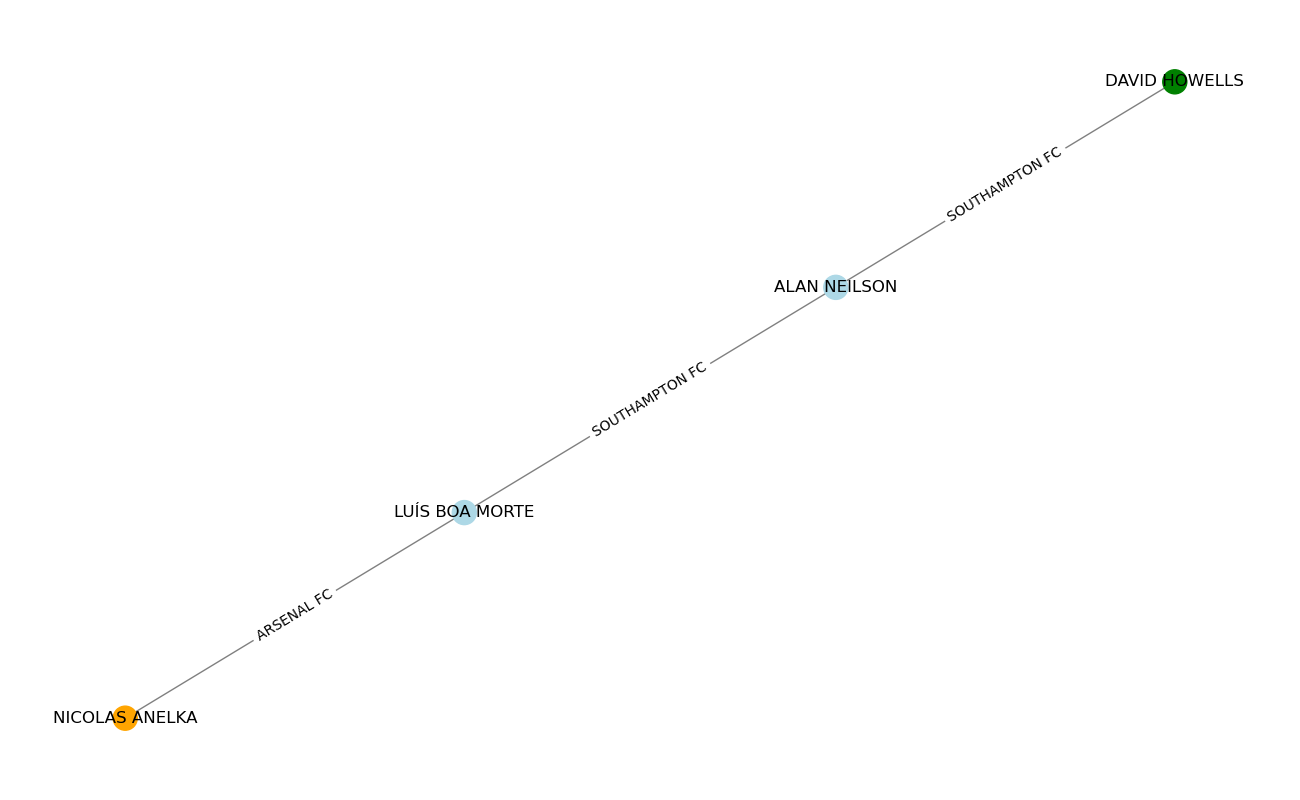 DAVID HOWELLS
SOUTHAMPTON FC
ALAN NEILSON
SOUTHAMPTON FC
LUÍS BOA MORTE
ARSENAL FC
NICOLAS ANELKA